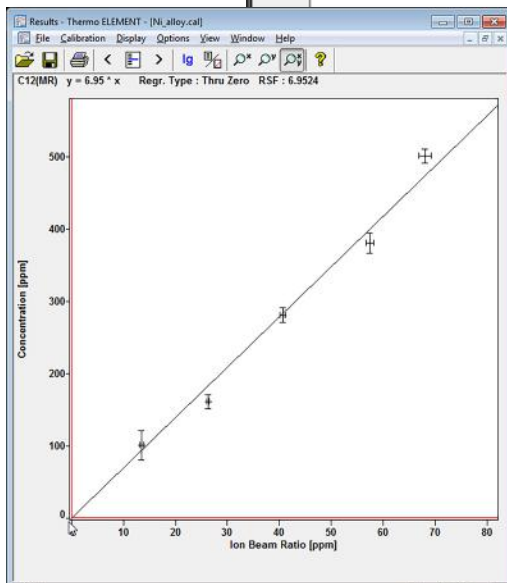 Results - Thermo ELEMENT - [Ni_alloy.cal]
File Calibration Display Options View Window Help
lg
C12(MR) y = 6.95 * x Regr. Type : Thru Zero RSF : 6.9524
Concentration [ppm]
500
400
300
200
100
0
10 20 30 40 50 60 70 80
Ion Beam Ratio [ppm]